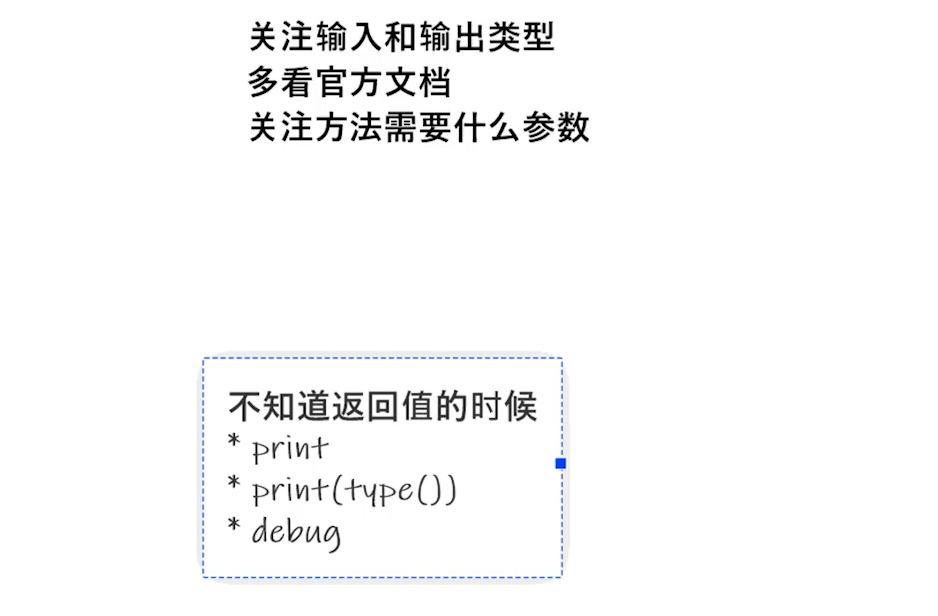 关注输入和输出类型
多看官方文档
关注方法需要什么参数
不知道返回值的时候
* print
* print(type())
* debug